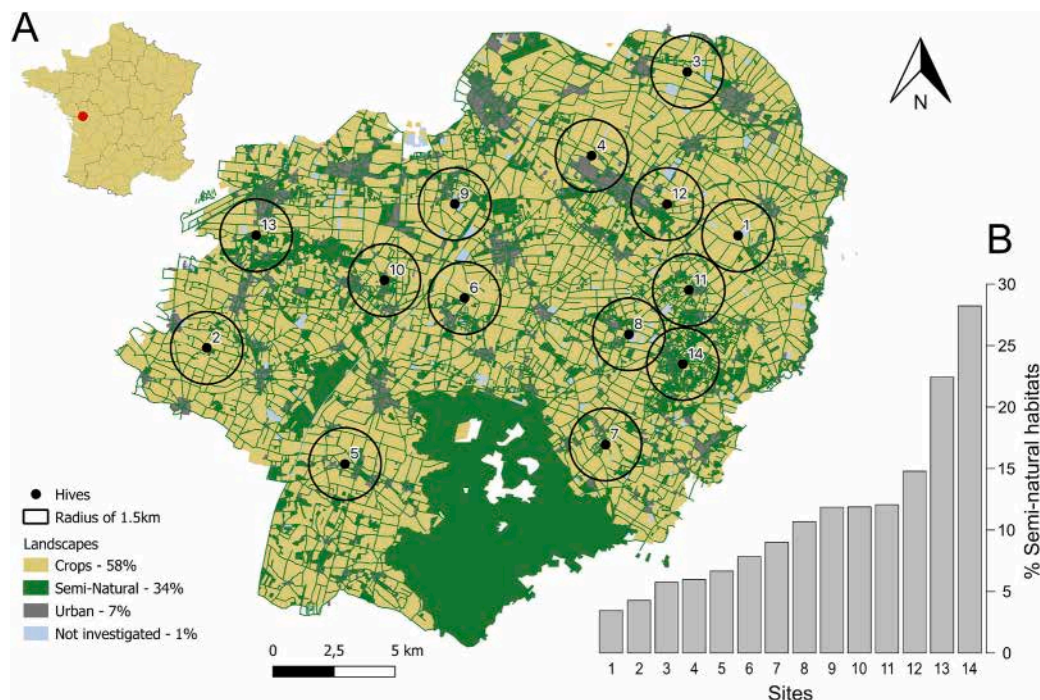 A
N
3
4
12
9
1
13
10
6
11
8
14
2
7
5
Hives
Radius of 1.5km
Landscapes
Crops - 58%
Semi-Natural - 34%
Urban - 7%
Not investigated - 1%
0 2,5 5 km
B
30
25
20
15
10
5
0
% Semi-natural habitats
1 2 3 4 5 6 7 8 9 10 11 12 13 14
Sites